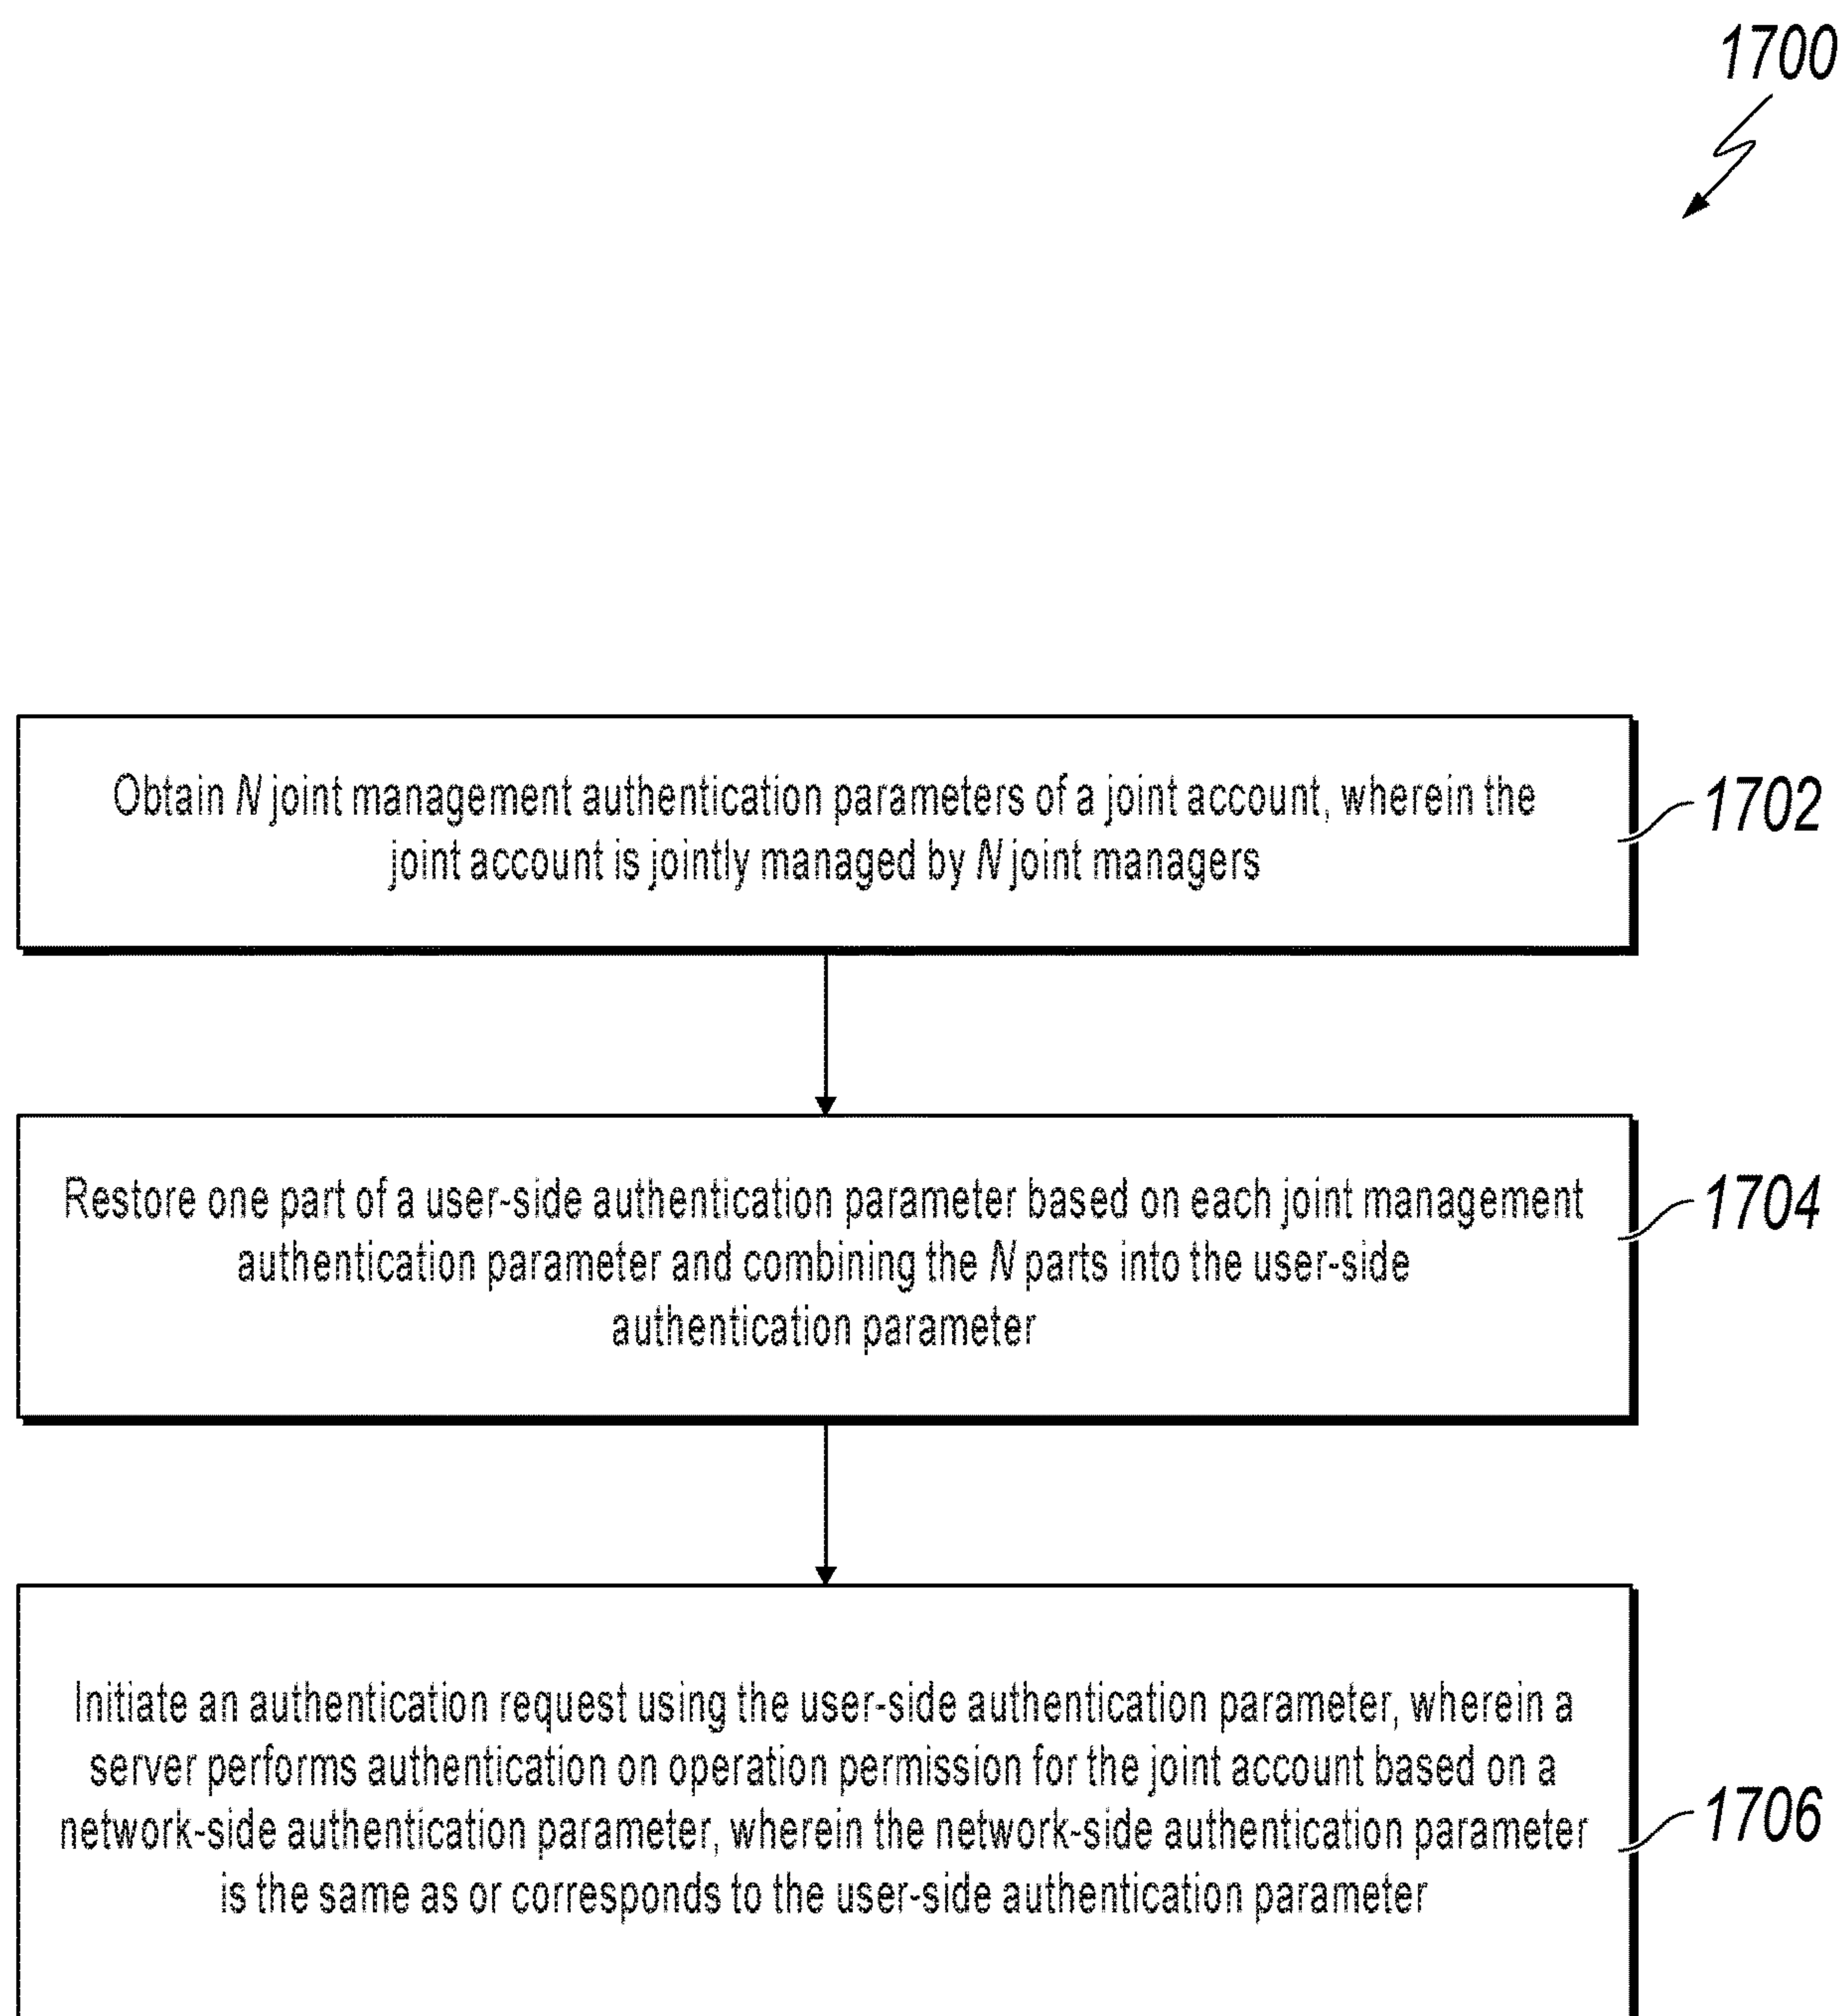 1700
Obtain N joint management authentication parameters of a joint account, wherein the
joint account is jointly managed by N joint managers
1702
Restore one part of a user-side authentication parameter based on each joint management
authentication parameter and combining the N parts into the user-side
authentication parameter
1704
Initiate an authentication request using the user-side authentication parameter, wherein a
server performs authentication on operation permission for the joint account based on a
network-side authentication parameter, wherein the network-side authentication parameter
is the same as or corresponds to the user-side authentication parameter
1706